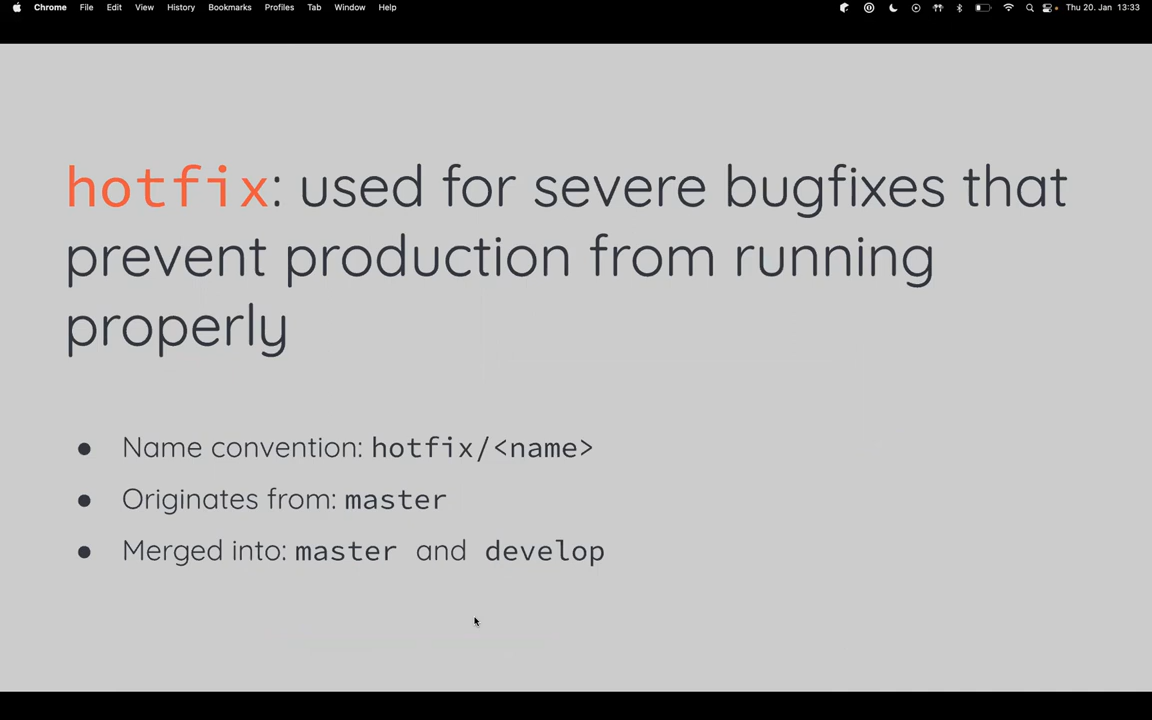 Chrome File Edit View History Bookmarks Profiles Tab Window Help Thu 20. Jan 13:33
hotfix: used for severe bugfixes that
prevent production from running
properly
● Name convention: hotfix/<name>
● Originates from: master
● Merged into: master and develop